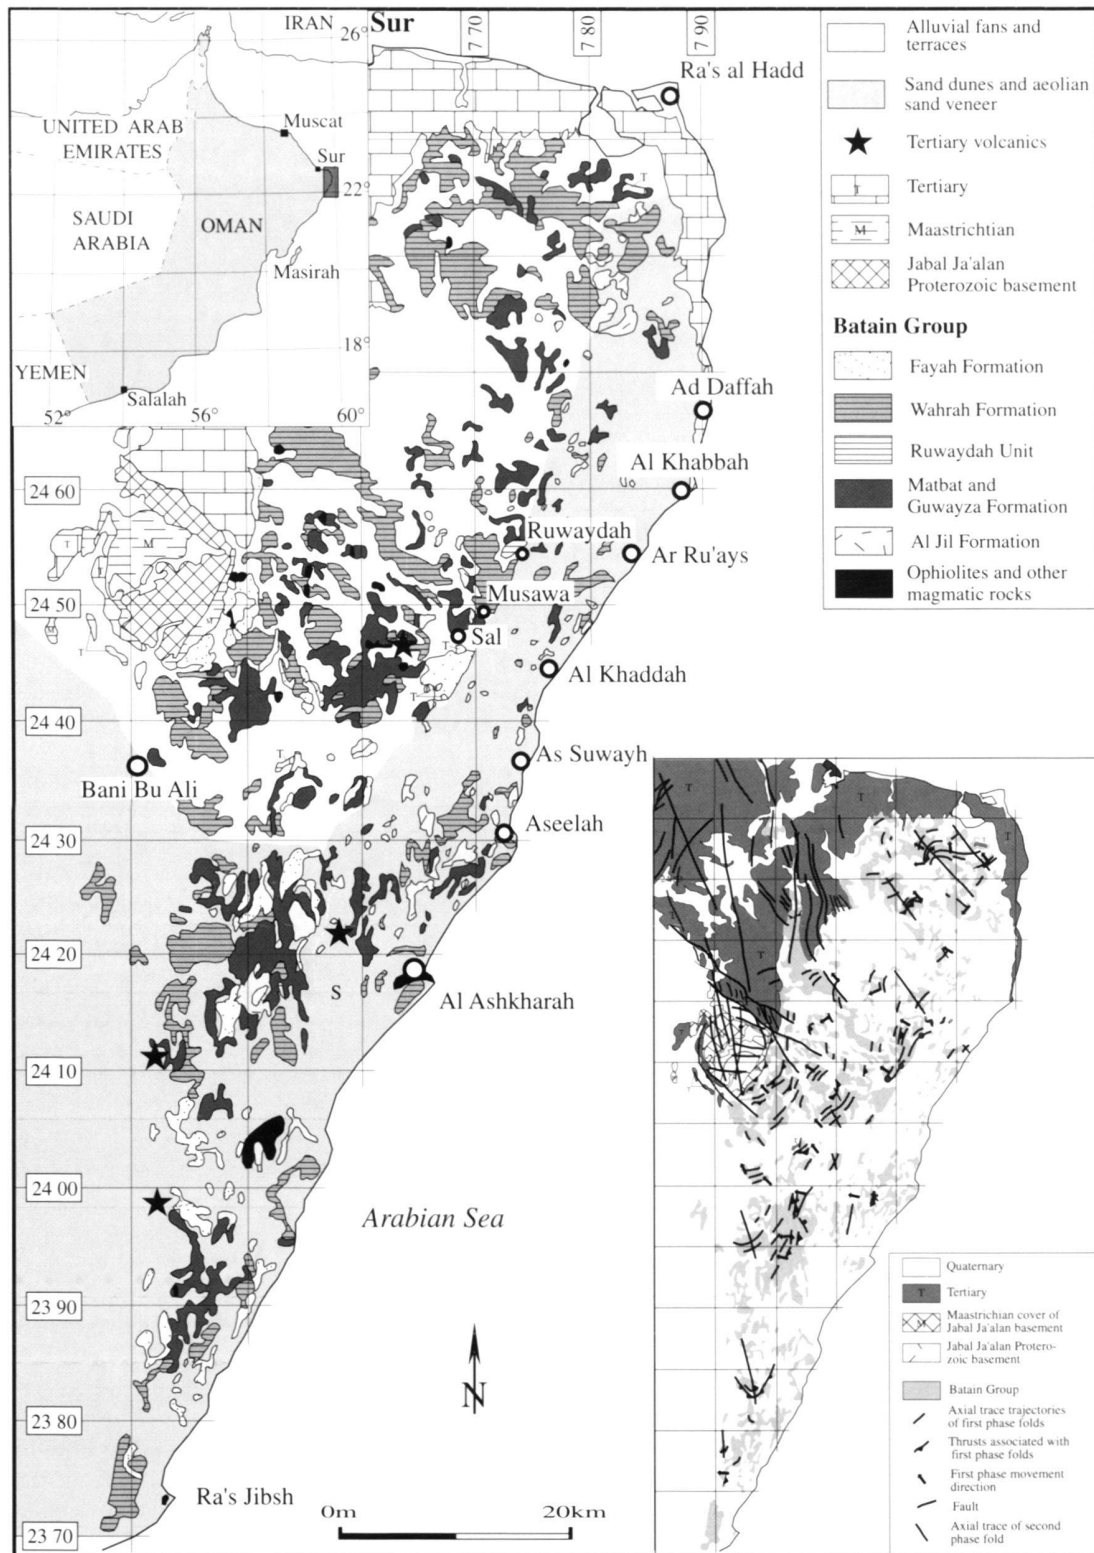 IRAN
26°
UNITED ARAB
EMIRATES
Muscat
Sur
22°
SAUDI
ARABIA
OMAN
Masirah
18°
YEMEN
Salalah
52°
56°
60°
Sur
7 70
7 80
7 90
Ra's al Hadd
T
Ad Daffah
Al Khabbah
24 60
Ruwaydah
Ar Ru'ays
T
M
T
24 50
Musawa
M
Sal
T
T
Al Khaddah
T
24 40
As Suwayh
T
Bani Bu Ali
Aseelah
24 30
24 20
S
Al Ashkharah
24 10
24 00
Arabian Sea
23 90
N
23 80
Ra's Jibsh
0m
20km
23 70
Alluvial fans and
terraces
Sand dunes and aeolian
sand veneer
Tertiary volcanics
T
Tertiary
M
Maastrichtian
Jabal Ja'alan
Proterozoic basement
Batain Group
Fayah Formation
Wahrah Formation
Ruwaydah Unit
Matbat and
Guwayza Formation
Al Jil Formation
Ophiolites and other
magmatic rocks
T
T
T
T
T
Quaternary
T
Tertiary
M
Maastrichian cover of
Jabal Ja'alan basement
Jabal Ja'alan Protero-
zoic basement
Batain Group
Axial trace trajectories
of first phase folds
Thrusts associated with
first phase folds
First phase movement
direction
Fault
Axial trace of second
phase fold